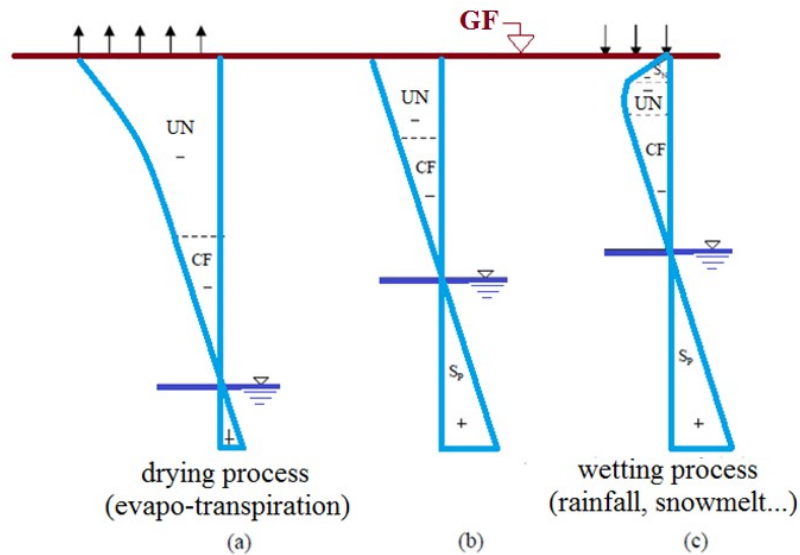 GF
UN
-
CF
-
+
UN
-
CF
-
Sₚ
+
-
UN
CF
-
Sₚ
+
drying process
(evapo-transpiration)
wetting process
(rainfall, snowmelt...)
(a)
(b)
(c)